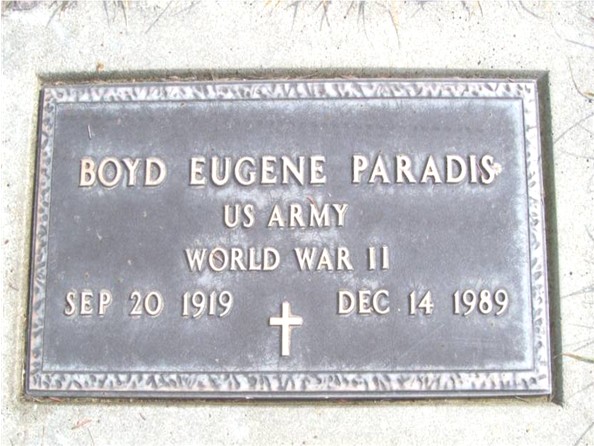 BOYD EUGENE PARADIS
US ARMY
WORLD WAR II
SEP 20 1919 DEC 14 1989